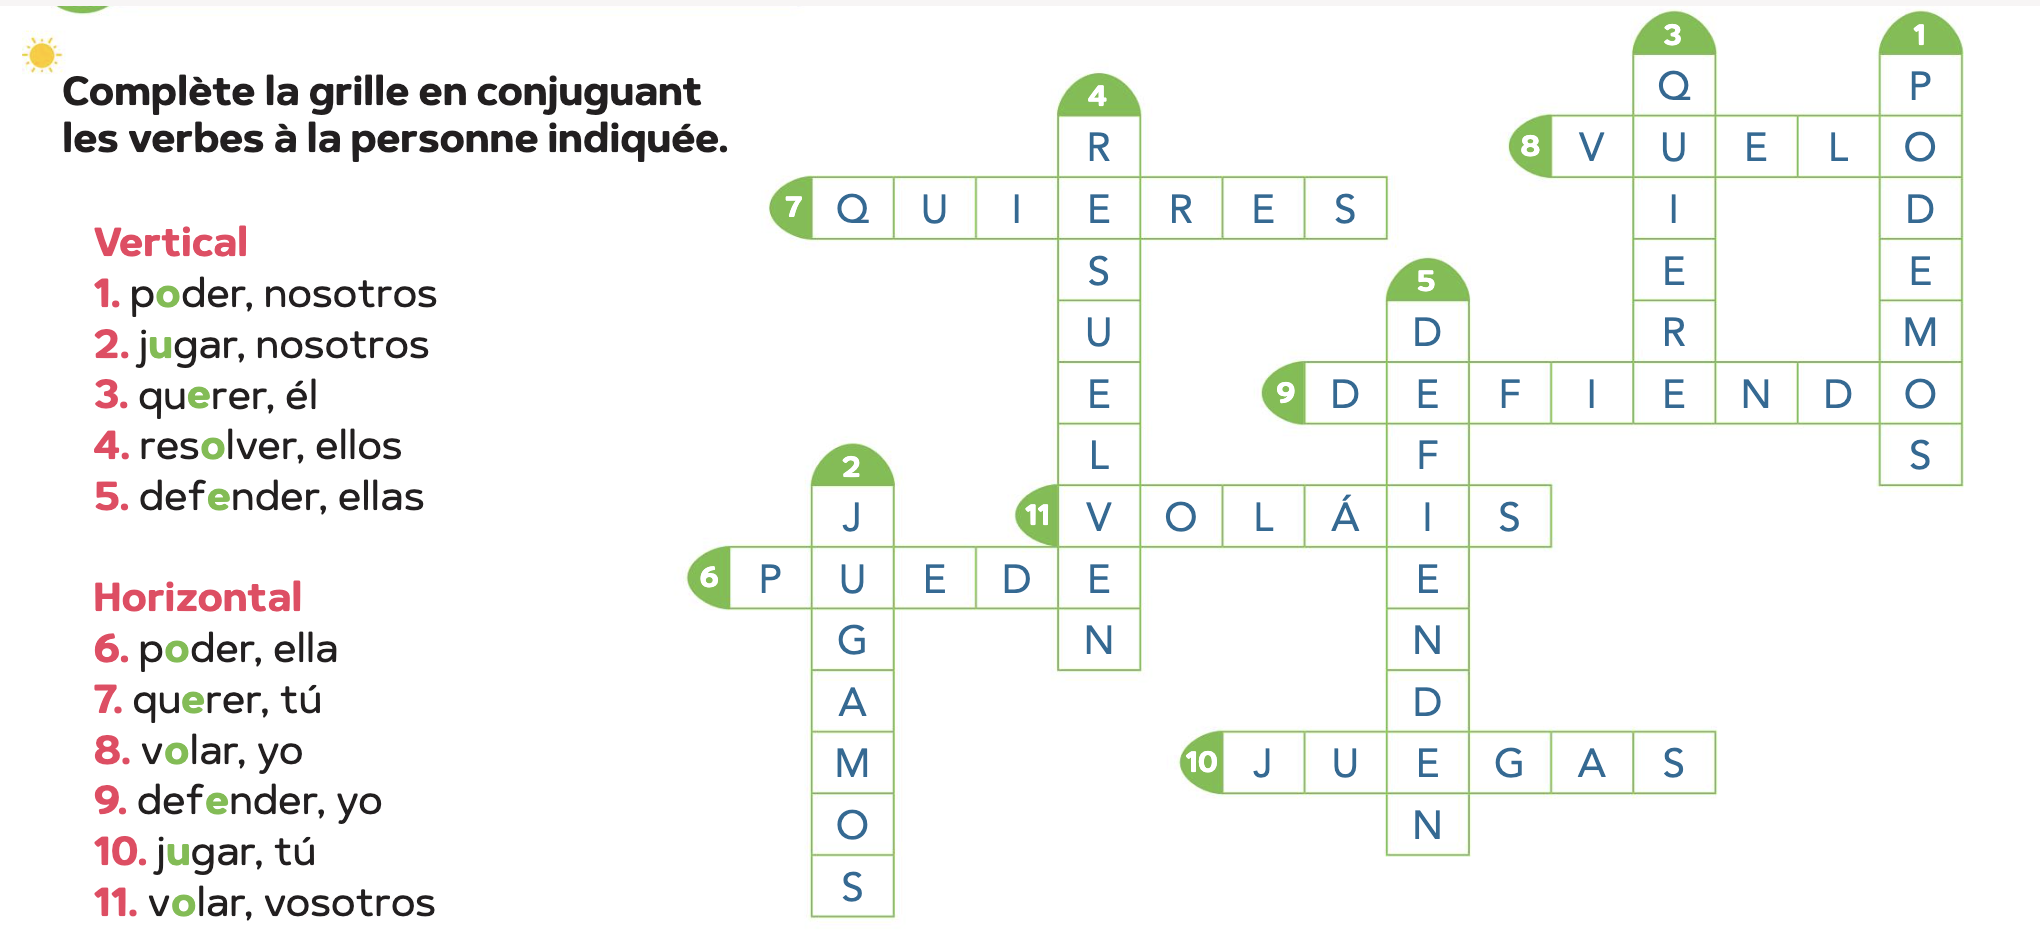 Complète la grille en conjuguant
les verbes à la personne indiquée.
Vertical
1. poder, nosotros
2. jugar, nosotros
3. querer, él
4. resolver, ellos
5. defender, ellas
Horizontal
6. poder, ella
7. querer, tú
8. volar, yo
9. defender, yo
10. jugar, tú
11. volar, vosotros
3 1
Q P
4
8 V U E L O
R
7 Q U I E R E S I D
S E E
5
U D R M
9 D E F I E N D O
E
L F S
2
J 11 V O L Á I S
6 P U E D E E
G N N
A D
M 10 J U E G A S
O N
S